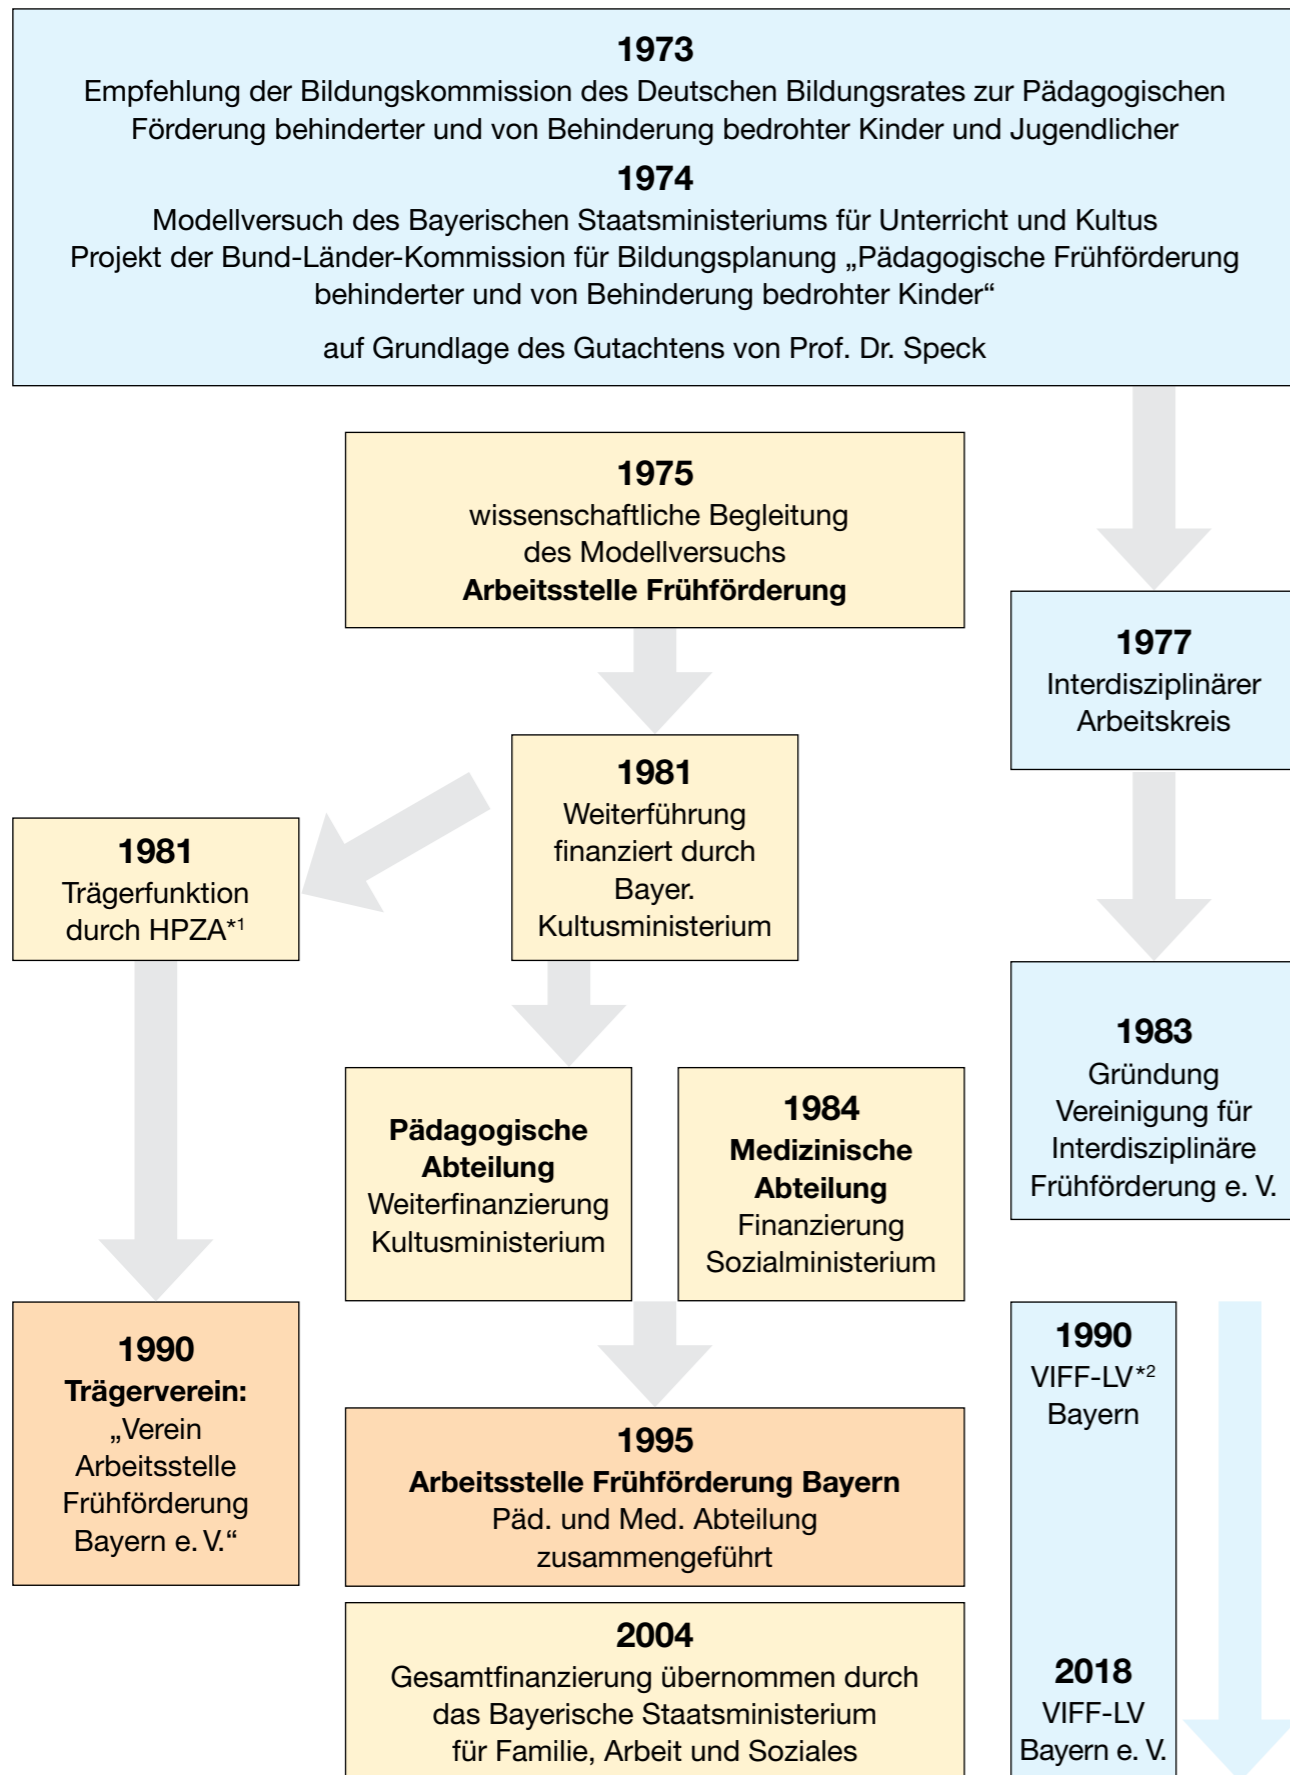 1973
Empfehlung der Bildungskommission des Deutschen Bildungsrates zur Pädagogischen
Förderung behinderter und von Behinderung bedrohter Kinder und Jugendlicher
1974
Modellversuch des Bayerischen Staatsministeriums für Unterricht und Kultus
Projekt der Bund-Länder-Kommission für Bildungsplanung „Pädagogische Frühförderung
behinderter und von Behinderung bedrohter Kinder“
auf Grundlage des Gutachtens von Prof. Dr. Speck
1975
wissenschaftliche Begleitung
des Modellversuchs
Arbeitsstelle Frühförderung
1977
Interdisziplinärer
Arbeitskreis
1981
Weiterführung
finanziert durch
Bayer.
Kultusministerium
1981
Trägerfunktion
durch HPZA*1
1983
Gründung
Vereinigung für
Interdisziplinäre
Frühförderung e. V.
Pädagogische
Abteilung
Weiterfinanzierung
Kultusministerium
1984
Medizinische
Abteilung
Finanzierung
Sozialministerium
1990
Trägerverein:
„Verein
Arbeitsstelle
Frühförderung
Bayern e. V.“
1990
VIFF-LV*2
Bayern
1995
Arbeitsstelle Frühförderung Bayern
Päd. und Med. Abteilung
zusammengeführt
2004
Gesamtfinanzierung übernommen durch
das Bayerische Staatsministerium
für Familie, Arbeit und Soziales
2018
VIFF-LV
Bayern e. V.